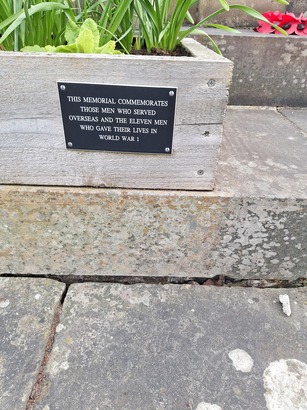 THIS MEMORIAL COMMEMORATES
THOSE MEN WHO SERVED
OVERSEAS AND THE ELEVEN MEN
WHO GAVE THEIR LIVES IN
WORLD WAR 1